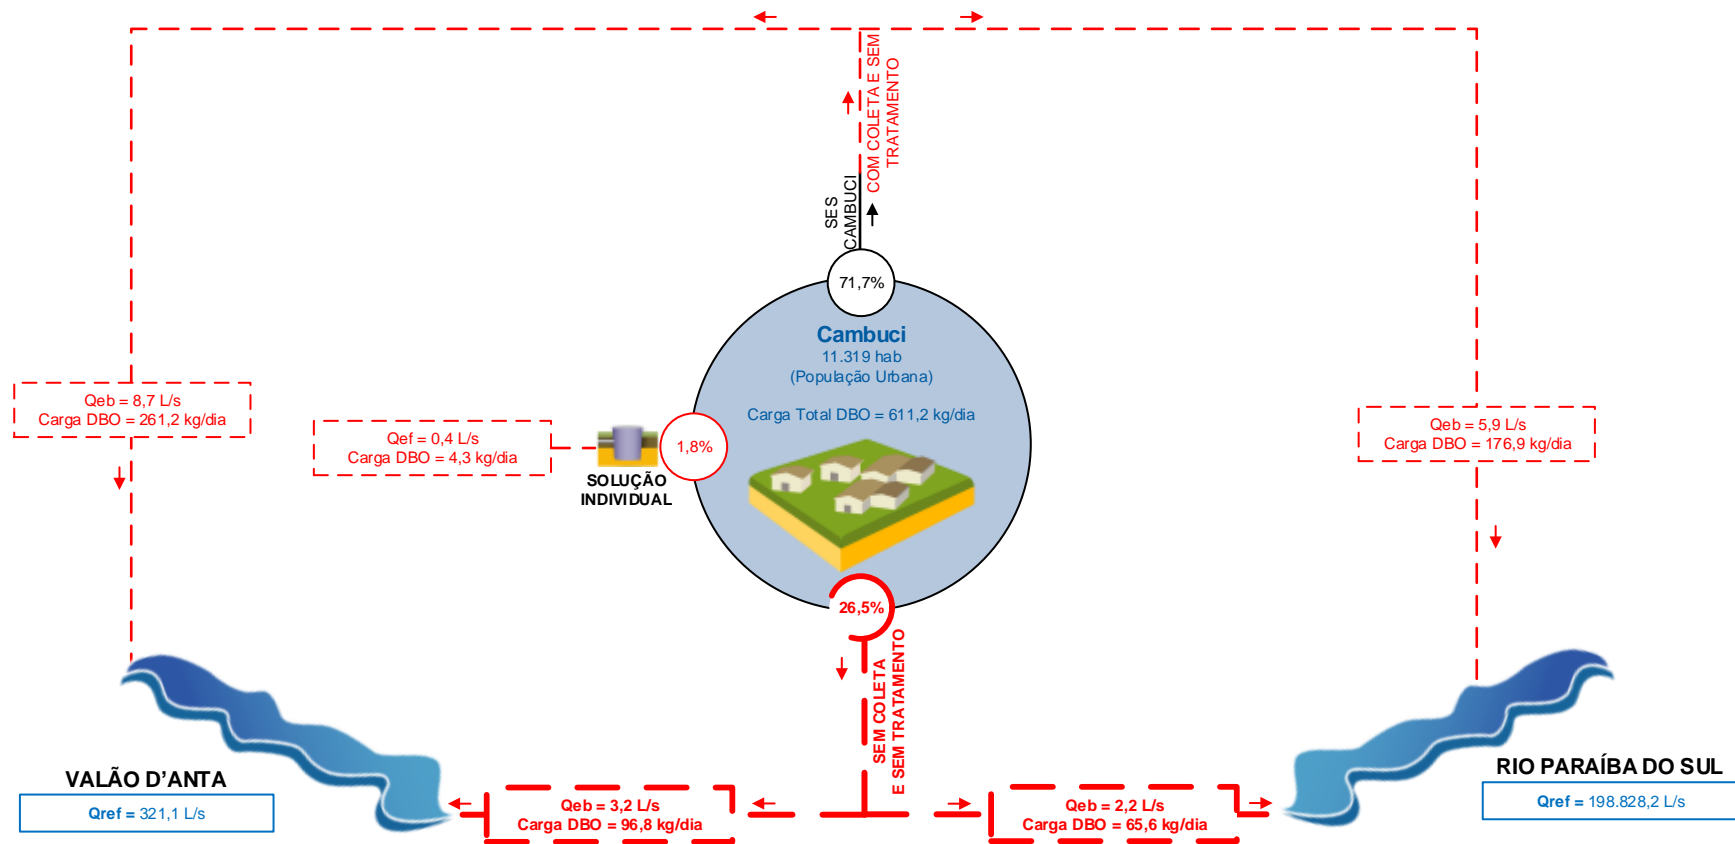 COM COLETA E SEM
TRATAMENTO
SES
CAMBUCI
71,7%
Cambuci
11.319 hab
(População Urbana)
Carga Total DBO = 611,2 kg/dia
Qeb = 8,7 L/s
Carga DBO = 261,2 kg/dia
Qef = 0,4 L/s
Carga DBO = 4,3 kg/dia
1,8%
SOLUÇÃO
INDIVIDUAL
Qeb = 5,9 L/s
Carga DBO = 176,9 kg/dia
26,5%
SEM COLETA
E SEM TRATAMENTO
VALÃO D’ANTA
Qref = 321,1 L/s
Qeb = 3,2 L/s
Carga DBO = 96,8 kg/dia
Qeb = 2,2 L/s
Carga DBO = 65,6 kg/dia
RIO PARAÍBA DO SUL
Qref = 198.828,2 L/s